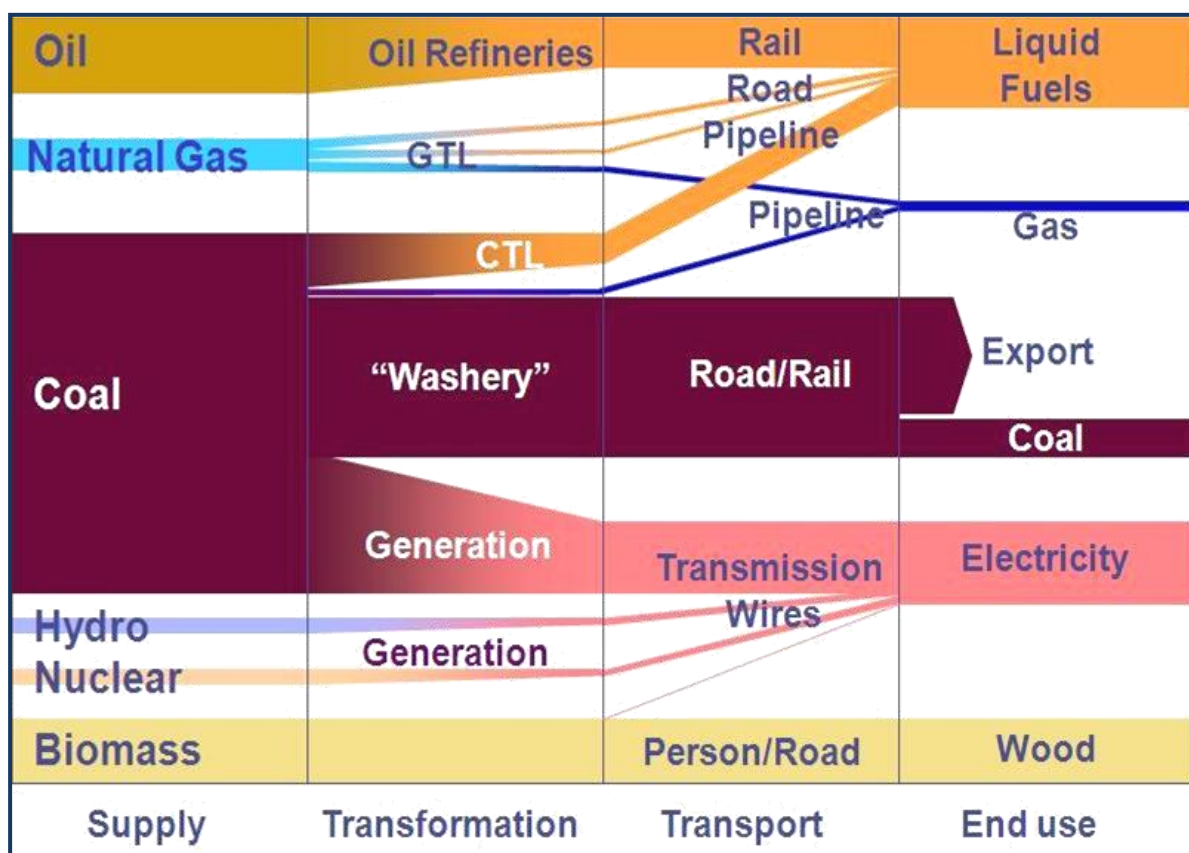 Oil
Oil Refineries
Rail
Liquid
Fuels
Road
Natural Gas
GTL
Pipeline
Pipeline
Gas
CTL
Coal
“Washery”
Road/Rail
Export
Coal
Generation
Transmission
Wires
Electricity
Hydro
Nuclear
Generation
Biomass
Person/Road
Wood
Supply
Transformation
Transport
End use